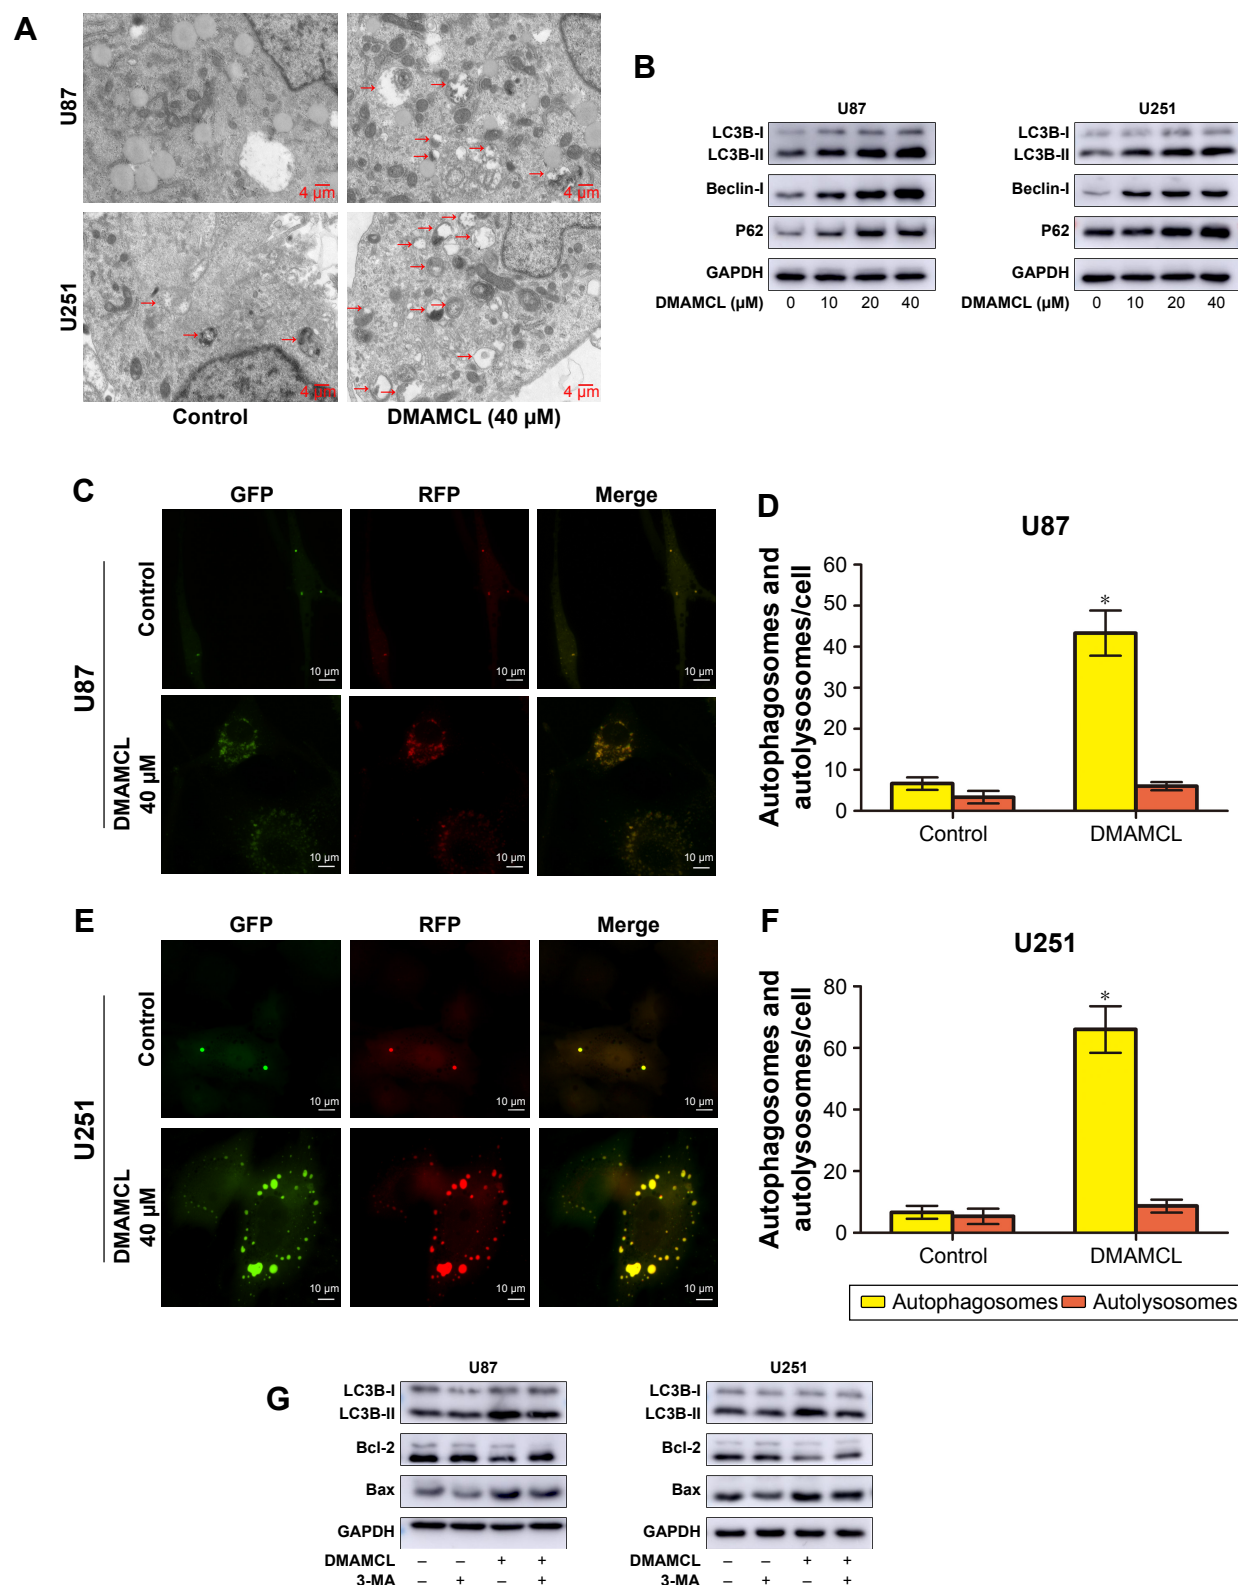 A
U87
4 µm
4 µm
U251
4 µm
4 µm
Control
DMAMCL (40 µM)
B
U87
LC3B-I
LC3B-II
Beclin-I
P62
GAPDH
DMAMCL (µM)
0 10 20 40
U251
LC3B-I
LC3B-II
Beclin-I
P62
GAPDH
DMAMCL (µM)
0 10 20 40
C
GFP RFP Merge
U87
Control
10 µm
10 µm
10 µm
DMAMCL
40 µM
10 µm
10 µm
10 µm
D
U87
Autophagosomes and
autolysosomes/cell
60
50
40
30
20
10
0
*
Control
DMAMCL
E
GFP RFP Merge
U251
Control
10 µm
10 µm
10 µm
DMAMCL
40 µM
10 µm
10 µm
10 µm
F
U251
Autophagosomes and
autolysosomes/cell
80
60
40
20
0
*
Control
DMAMCL
Autophagosomes
Autolysosomes
G
U87
LC3B-I
LC3B-II
Bcl-2
Bax
GAPDH
DMAMCL – – + +
3-MA – + – +
U251
LC3B-I
LC3B-II
Bcl-2
Bax
GAPDH
DMAMCL – – + +
3-MA – + – +